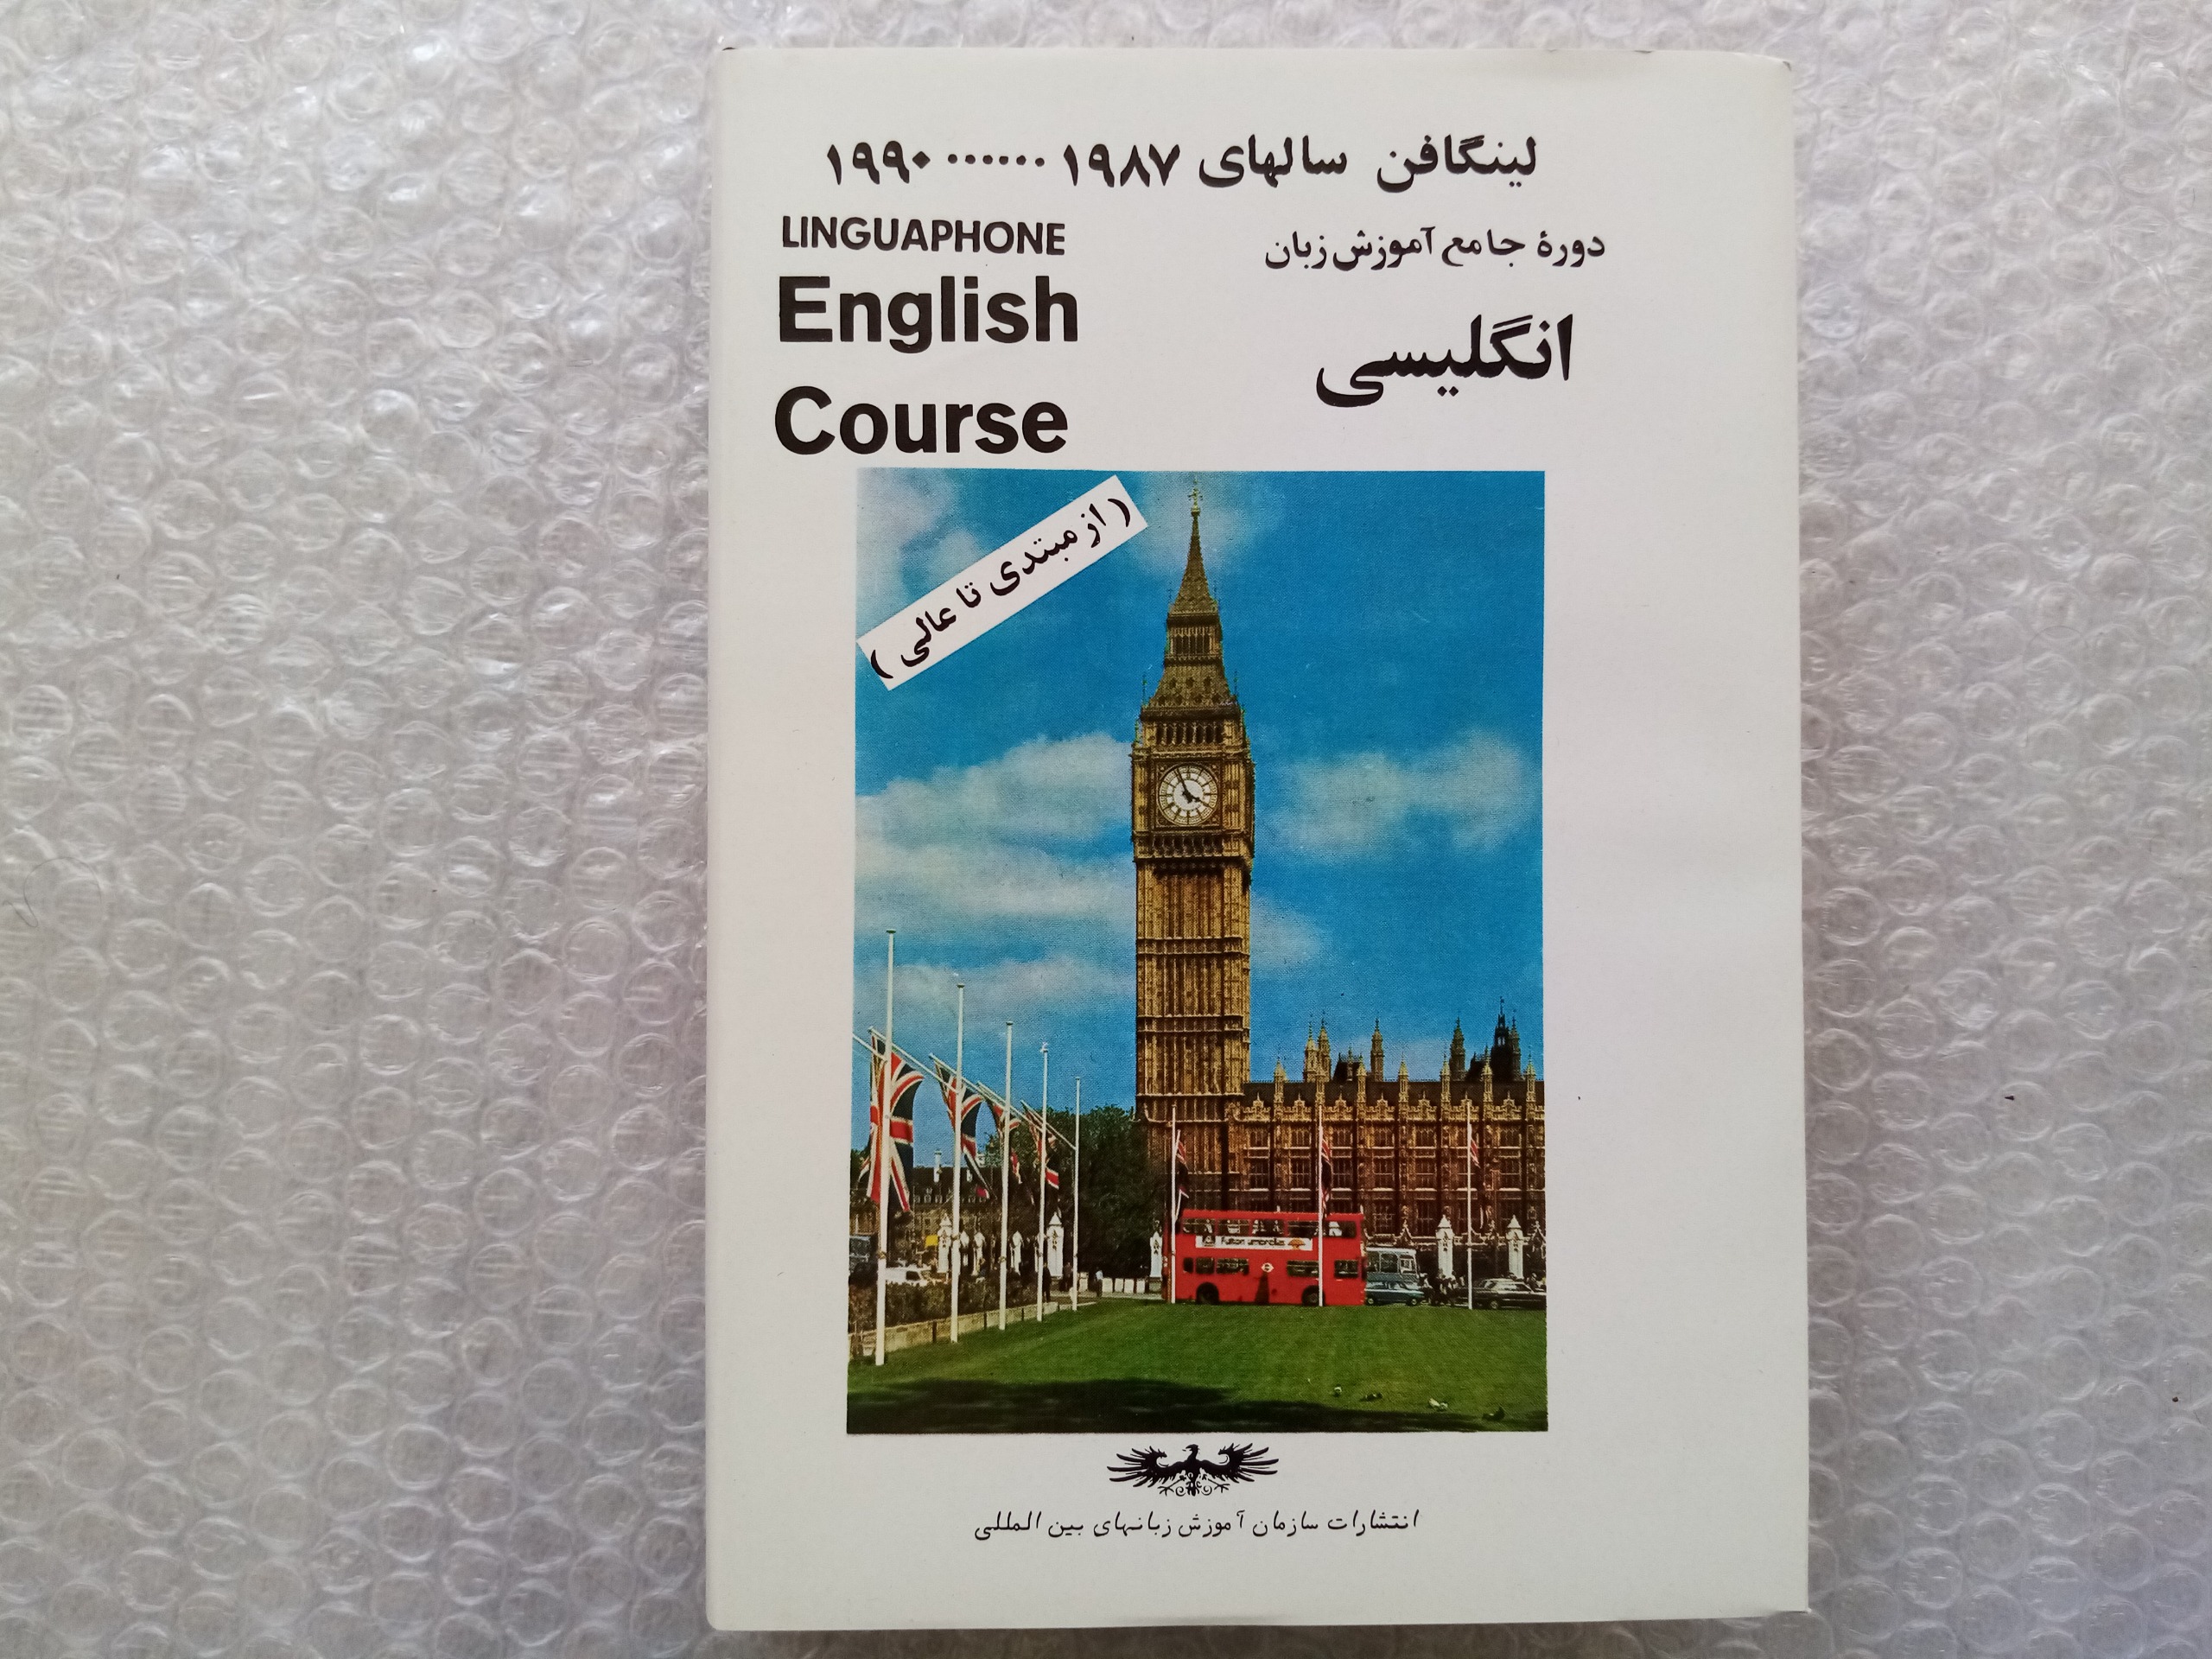 لینگافن سالهای ۱۹۸۷ ...... ۱۹۹۰
دورهٔ جامع آموزش زبان
انگلیسی
LINGUAPHONE
English
Course
( از مبتدی تا عالی )
انتشارات سازمان آموزش زبانهای بین المللی